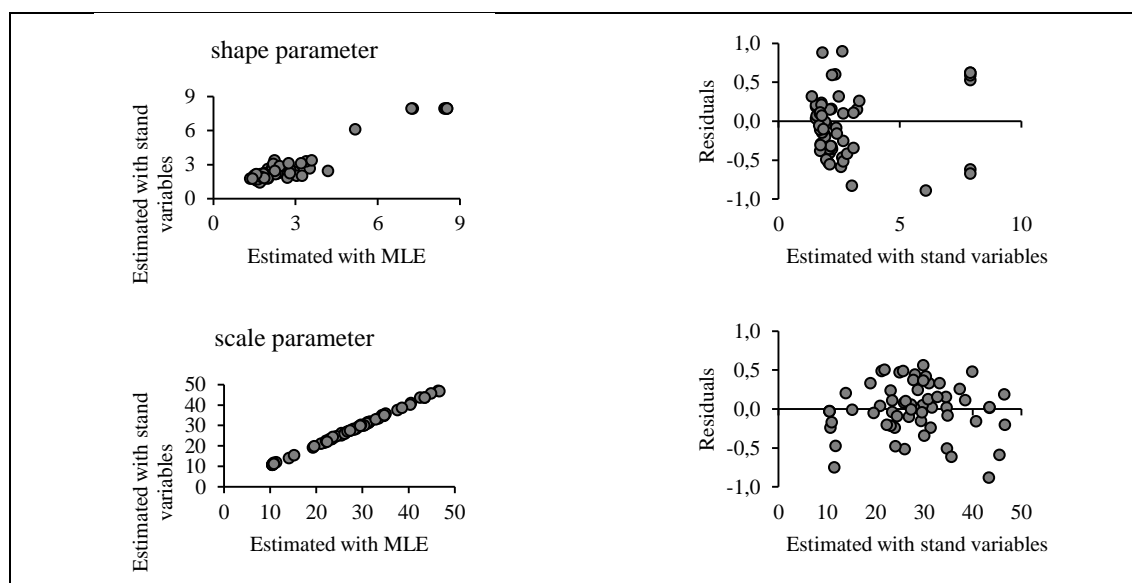 shape parameter
Estimated with stand
variables
9
6
3
0
0 3 6 9
Estimated with MLE
Residuals
1,0
0,5
0,0
-0,5
-1,0
0 5 10
Estimated with stand variables
scale parameter
Estimated with stand
variables
50
40
30
20
10
0
0 10 20 30 40 50
Estimated with MLE
Residuals
1,0
0,5
0,0
-0,5
-1,0
0 10 20 30 40 50
Estimated with stand variables